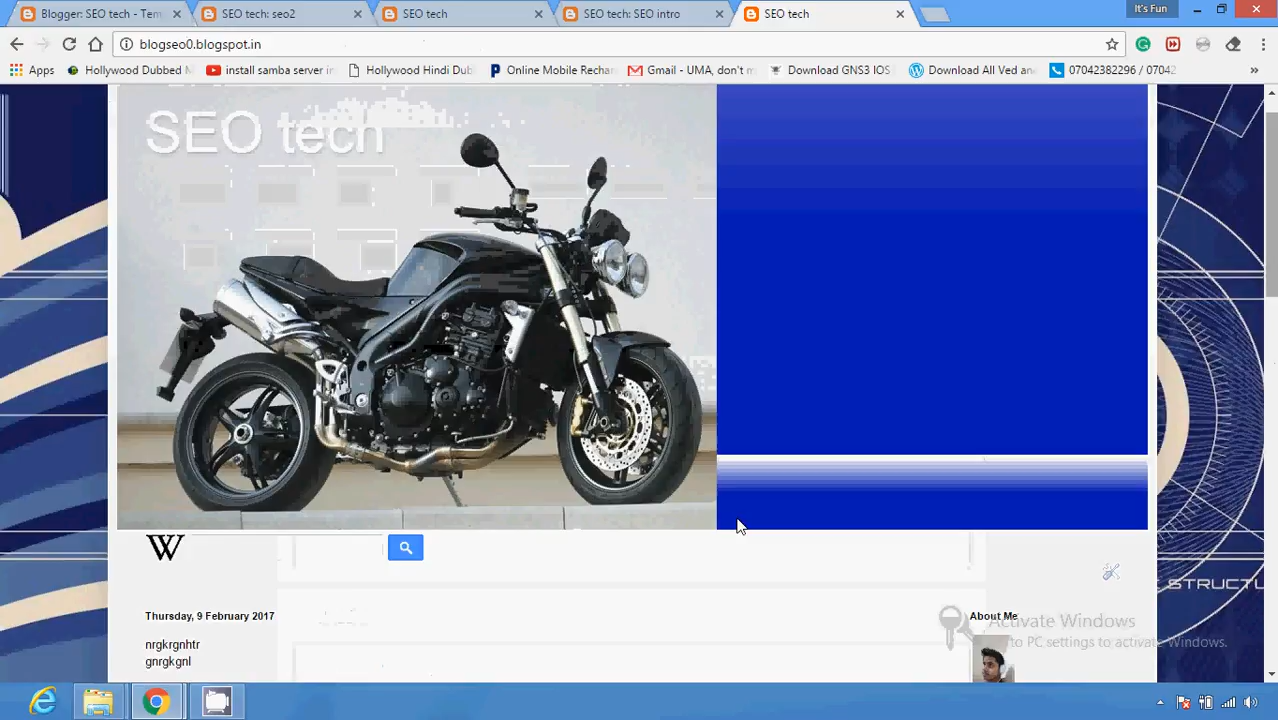 Blogger: SEO tech - Tem
SEO tech: seo2
SEO tech
SEO tech: SEO intro
SEO tech
It's Fun
blogseo0.blogspot.in
Apps
Hollywood Dubbed M
install samba server in
Hollywood Hindi Dub
Online Mobile Rechar
Gmail - UMA, don't m
Download GNS3 IOS
Download All Ved and
07042382296 / 07042
SEO tech
W
STRUCTU
Thursday, 9 February 2017
About Me
nrgkrgnhtr
gnrgkgnl
Activate Windows
to PC settings to activate Windows.